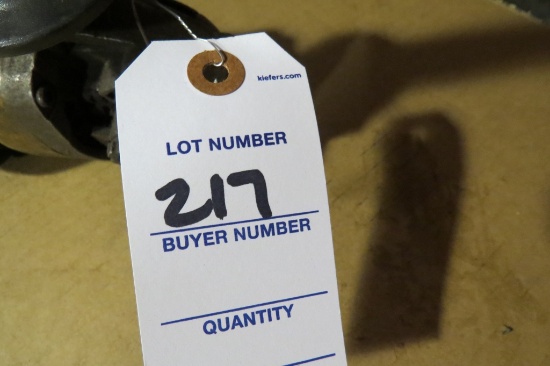 kiefers.com
LOT NUMBER
217
BUYER NUMBER
QUANTITY